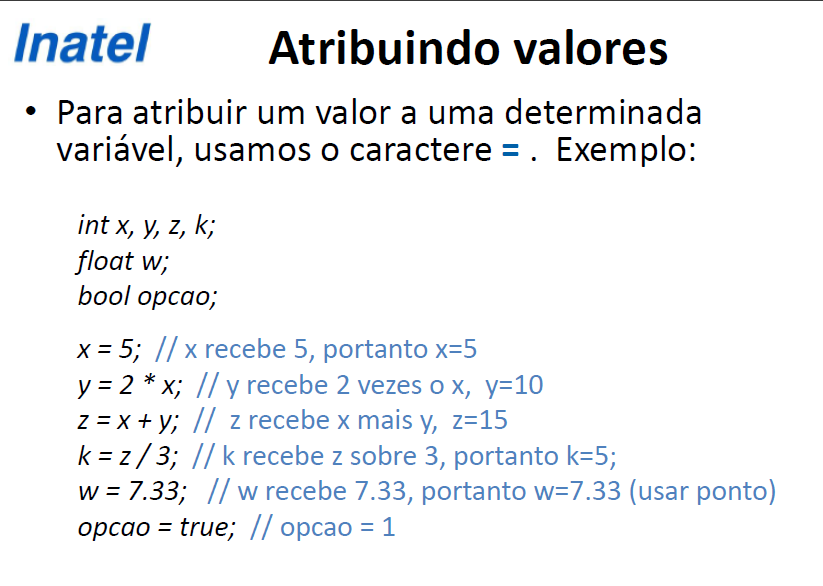 Inatel
Atribuindo valores
• Para atribuir um valor a uma determinada
variável, usamos o caractere = . Exemplo:
int x, y, z, k;
float w;
bool opcao;
x = 5; // x recebe 5, portanto x=5
y = 2 * x; // y recebe 2 vezes o x, y=10
z = x + y; // z recebe x mais y, z=15
k = z / 3; // k recebe z sobre 3, portanto k=5;
w = 7.33; // w recebe 7.33, portanto w=7.33 (usar ponto)
opcao = true; // opcao = 1